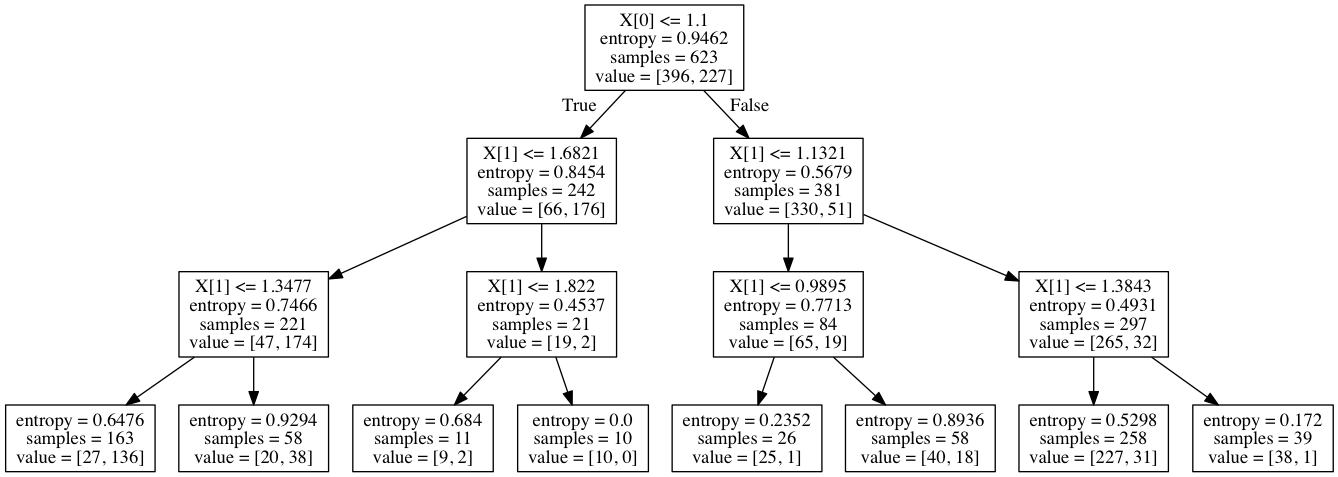 X[0] <= 1.1
entropy = 0.9462
samples = 623
value = [396, 227]
True
False
X[1] <= 1.6821
entropy = 0.8454
samples = 242
value = [66, 176]
X[1] <= 1.1321
entropy = 0.5679
samples = 381
value = [330, 51]
X[1] <= 1.3477
entropy = 0.7466
samples = 221
value = [47, 174]
X[1] <= 1.822
entropy = 0.4537
samples = 21
value = [19, 2]
X[1] <= 0.9895
entropy = 0.7713
samples = 84
value = [65, 19]
X[1] <= 1.3843
entropy = 0.4931
samples = 297
value = [265, 32]
entropy = 0.6476
samples = 163
value = [27, 136]
entropy = 0.9294
samples = 58
value = [20, 38]
entropy = 0.684
samples = 11
value = [9, 2]
entropy = 0.0
samples = 10
value = [10, 0]
entropy = 0.2352
samples = 26
value = [25, 1]
entropy = 0.8936
samples = 58
value = [40, 18]
entropy = 0.5298
samples = 258
value = [227, 31]
entropy = 0.172
samples = 39
value = [38, 1]